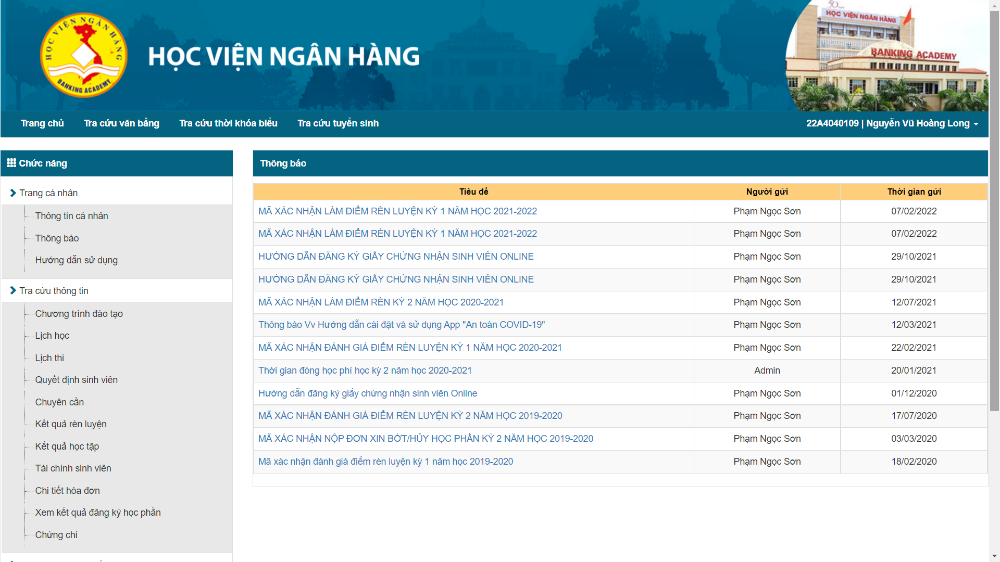 HỌC VIỆN NGÂN HÀNG
BANKING ACADEMY
HỌC VIỆN NGÂN HÀNG
50
HỌC VIỆN NGÂN HÀNG
BANKING ACADEMY
Trang chủ Tra cứu văn bằng Tra cứu thời khóa biểu Tra cứu tuyển sinh 22A4040109 | Nguyễn Vũ Hoàng Long
Chức năng
Trang cá nhân
Thông tin cá nhân
Thông báo
Hướng dẫn sử dụng
Tra cứu thông tin
Chương trình đào tạo
Lịch học
Lịch thi
Quyết định sinh viên
Chuyên cần
Kết quả rèn luyện
Kết quả học tập
Tài chính sinh viên
Chi tiết hóa đơn
Xem kết quả đăng ký học phần
Chứng chỉ
Thông báo
Tiêu đề Người gửi Thời gian gửi
MÃ XÁC NHẬN LÀM ĐIỂM RÈN LUYỆN KỲ 1 NĂM HỌC 2021-2022 Phạm Ngọc Sơn 07/02/2022
MÃ XÁC NHẬN LÀM ĐIỂM RÈN LUYỆN KỲ 1 NĂM HỌC 2021-2022 Phạm Ngọc Sơn 07/02/2022
HƯỚNG DẪN ĐĂNG KÝ GIẤY CHỨNG NHẬN SINH VIÊN ONLINE Phạm Ngọc Sơn 29/10/2021
HƯỚNG DẪN ĐĂNG KÝ GIẤY CHỨNG NHẬN SINH VIÊN ONLINE Phạm Ngọc Sơn 29/10/2021
MÃ XÁC NHẬN LÀM ĐIỂM RÈN KỲ 2 NĂM HỌC 2020-2021 Phạm Ngọc Sơn 12/07/2021
Thông báo Vv Hướng dẫn cài đặt và sử dụng App "An toàn COVID-19" Phạm Ngọc Sơn 12/03/2021
MÃ XÁC NHẬN ĐÁNH GIÁ ĐIỂM RÈN LUYỆN KỲ 1 NĂM HỌC 2020-2021 Phạm Ngọc Sơn 22/02/2021
Thời gian đóng học phí học kỳ 2 năm học 2020-2021 Admin 20/01/2021
Hướng dẫn đăng ký giấy chứng nhận sinh viên Online Phạm Ngọc Sơn 01/12/2020
MÃ XÁC NHẬN ĐÁNH GIÁ ĐIỂM RÈN LUYỆN KỲ 2 NĂM HỌC 2019-2020 Phạm Ngọc Sơn 17/07/2020
MÃ XÁC NHẬN NỘP ĐƠN XIN BỚT/HỦY HỌC PHẦN KỲ 2 NĂM HỌC 2019-2020 Phạm Ngọc Sơn 03/03/2020
Mã xác nhận đánh giá điểm rèn luyện kỳ 1 năm học 2019-2020 Phạm Ngọc Sơn 18/02/2020